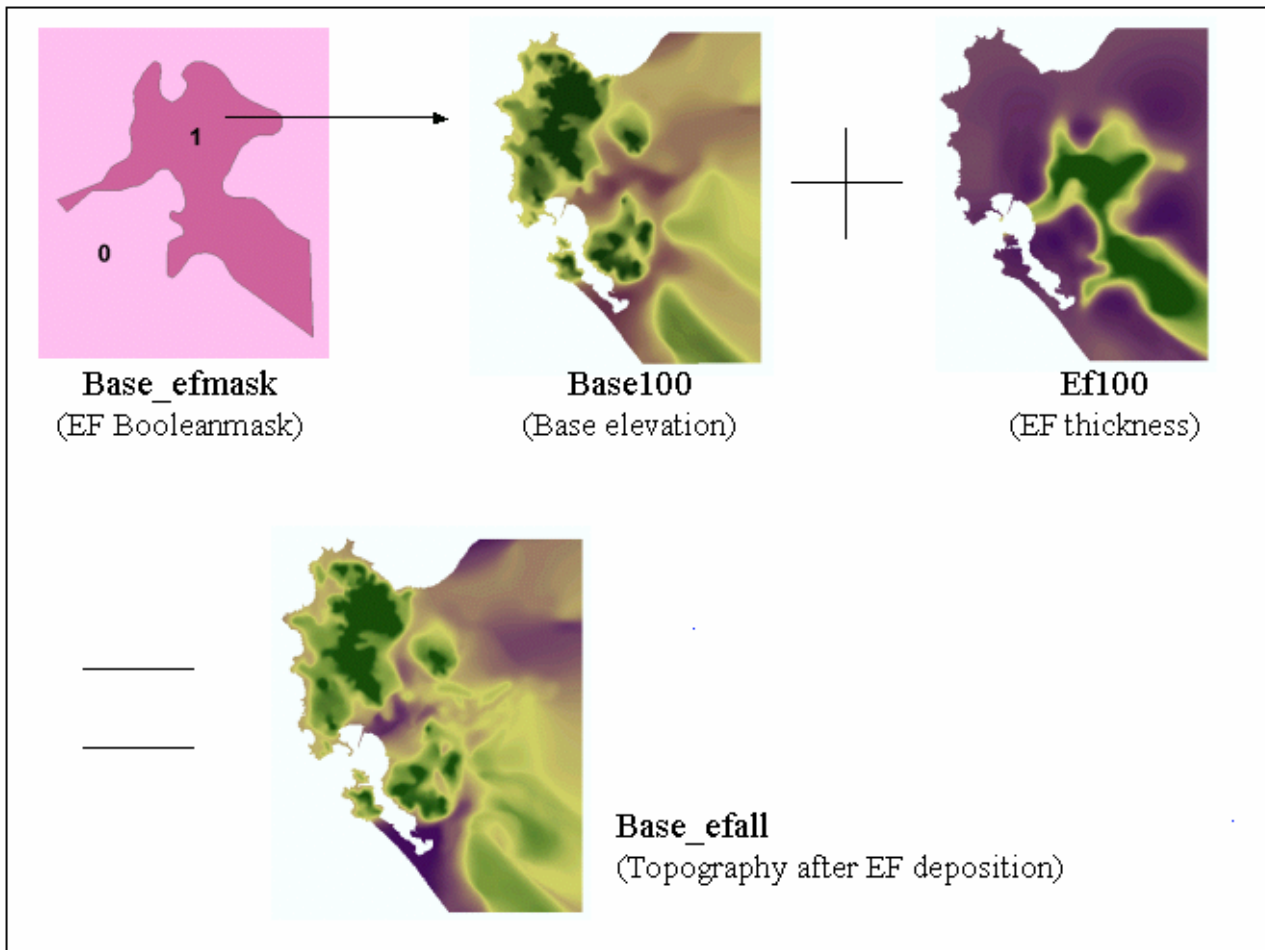 1
0
Base_efmask
(EF Booleanmask)
Base100
(Base elevation)
Ef100
(EF thickness)
Base_efall
(Topography after EF deposition)